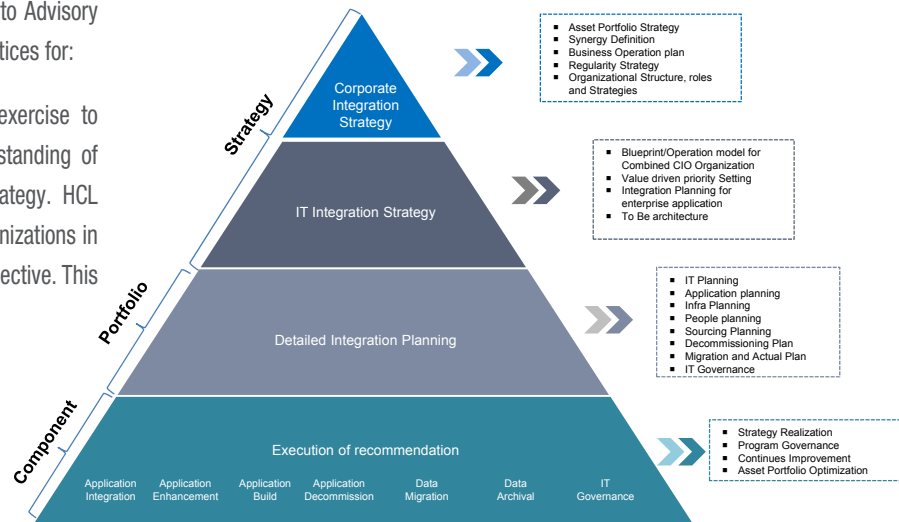 to Advisory
tices for:
exercise to
standing of
ategy. HCL
nizations in
ective. This
Strategy
Portfolio
Component
Corporate
Integration
Strategy
IT Integration Strategy
Detailed Integration Planning
Execution of recommendation
Application
Integration
Application
Enhancement
Application
Build
Application
Decommission
Data
Migration
Data
Archival
IT
Governance
▪ Asset Portfolio Strategy
▪ Synergy Definition
▪ Business Operation plan
▪ Regularity Strategy
▪ Organizational Structure, roles
and Strategies
▪ Blueprint/Operation model for
Combined CIO Organization
▪ Value driven priority Setting
▪ Integration Planning for
enterprise application
▪ To Be architecture
▪ IT Planning
▪ Application planning
▪ Infra Planning
▪ People planning
▪ Sourcing Planning
▪ Decommissioning Plan
▪ Migration and Actual Plan
▪ IT Governance
▪ Strategy Realization
▪ Program Governance
▪ Continues Improvement
▪ Asset Portfolio Optimization